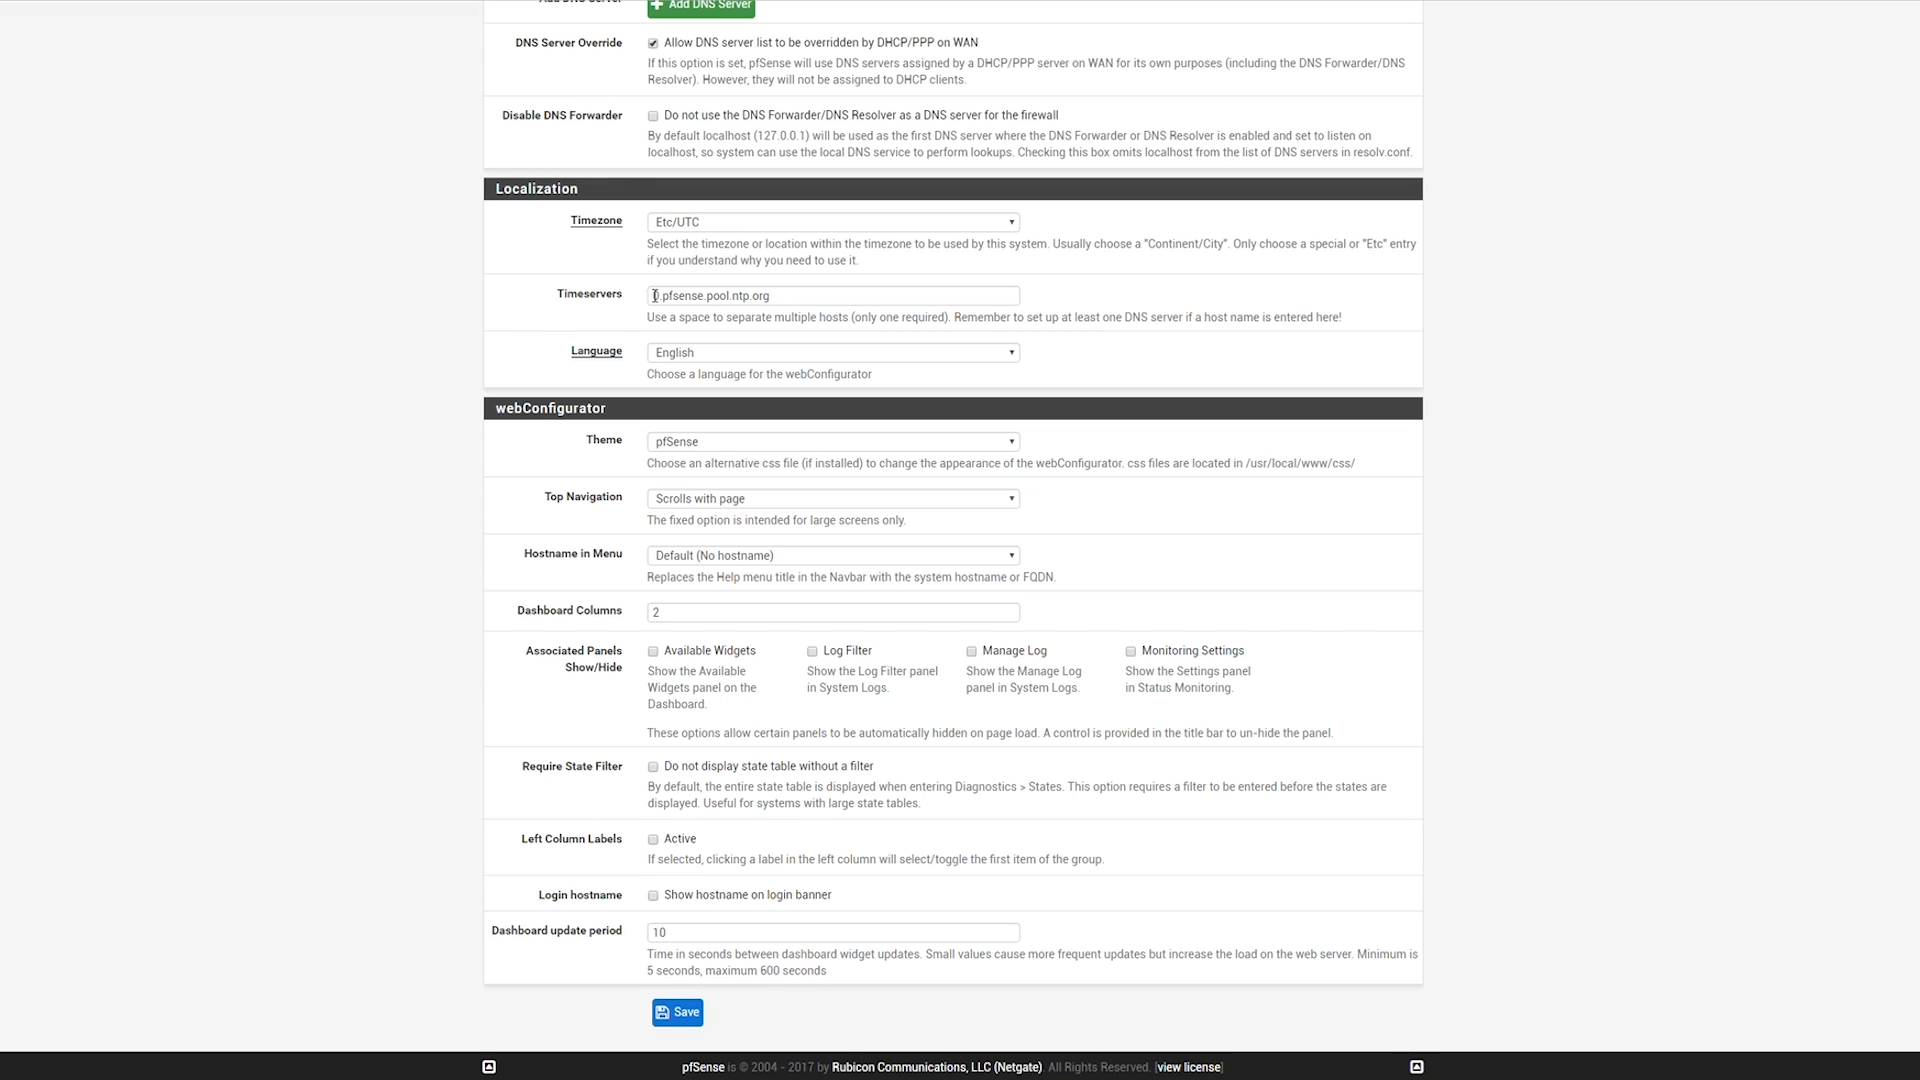 Add DNS Server
DNS Server Override
Allow DNS server list to be overridden by DHCP/PPP on WAN
If this option is set, pfSense will use DNS servers assigned by a DHCP/PPP server on WAN for its own purposes (including the DNS Forwarder/DNS
Resolver). However, they will not be assigned to DHCP clients.
Disable DNS Forwarder
Do not use the DNS Forwarder/DNS Resolver as a DNS server for the firewall
By default localhost (127.0.0.1) will be used as the first DNS server where the DNS Forwarder or DNS Resolver is enabled and set to listen on
localhost, so system can use the local DNS service to perform lookups. Checking this box omits localhost from the list of DNS servers in resolv.conf.
Localization
Timezone
Etc/UTC
Select the timezone or location within the timezone to be used by this system. Usually choose a "Continent/City". Only choose a special or "Etc" entry
if you understand why you need to use it.
Timeservers
0.pfsense.pool.ntp.org
Use a space to separate multiple hosts (only one required). Remember to set up at least one DNS server if a host name is entered here!
Language
English
Choose a language for the webConfigurator
webConfigurator
Theme
pfSense
Choose an alternative css file (if installed) to change the appearance of the webConfigurator. css files are located in /usr/local/www/css/
Top Navigation
Scrolls with page
The fixed option is intended for large screens only.
Hostname in Menu
Default (No hostname)
Replaces the Help menu title in the Navbar with the system hostname or FQDN.
Dashboard Columns
2
Associated Panels
Show/Hide
Available Widgets
Show the Available
Widgets panel on the
Dashboard.
Log Filter
Show the Log Filter panel
in System Logs.
Manage Log
Show the Manage Log
panel in System Logs.
Monitoring Settings
Show the Settings panel
in Status Monitoring.
These options allow certain panels to be automatically hidden on page load. A control is provided in the title bar to un-hide the panel.
Require State Filter
Do not display state table without a filter
By default, the entire state table is displayed when entering Diagnostics > States. This option requires a filter to be entered before the states are
displayed. Useful for systems with large state tables.
Left Column Labels
Active
If selected, clicking a label in the left column will select/toggle the first item of the group.
Login hostname
Show hostname on login banner
Dashboard update period
10
Time in seconds between dashboard widget updates. Small values cause more frequent updates but increase the load on the web server. Minimum is
5 seconds, maximum 600 seconds
Save
pfSense is © 2004 - 2017 by Rubicon Communications, LLC (Netgate). All Rights Reserved. [view license]